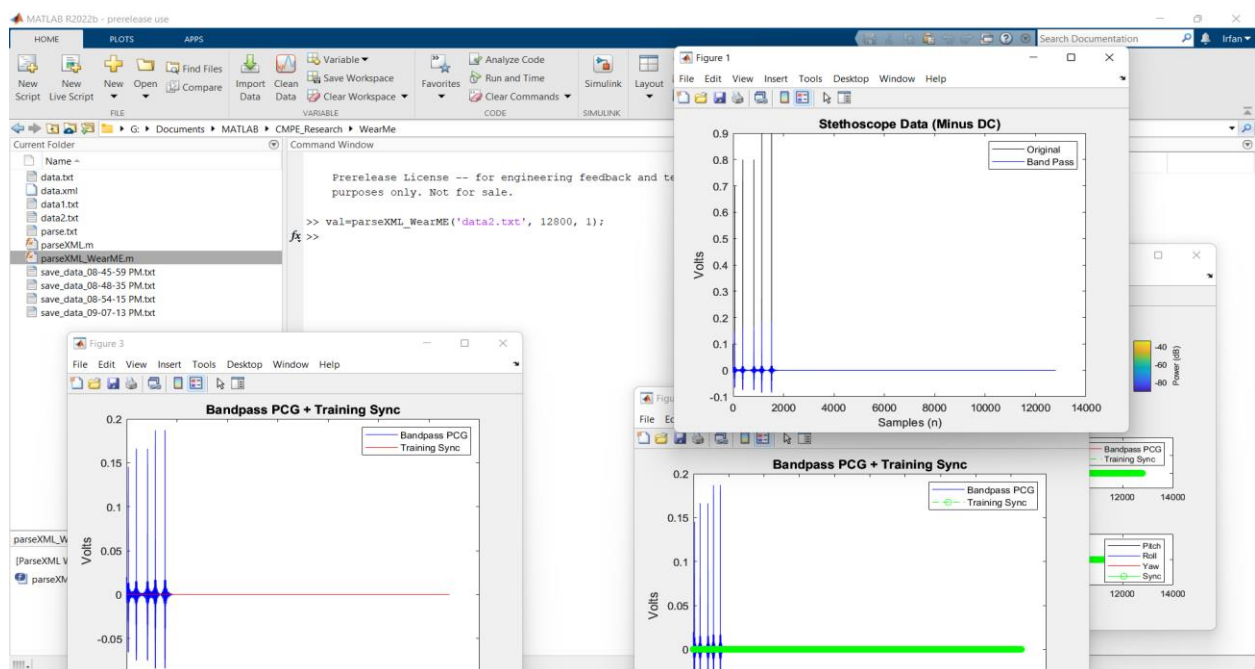 MATLAB R2022b - prerelease use
HOME PLOTS APPS
Search Documentation
Irfan
New Script
New Live Script
New
Open
Find Files
Compare
FILE
Import Data
Clean Data
Variable
Save Workspace
Clear Workspace
VARIABLE
Favorites
Analyze Code
Run and Time
Clear Commands
CODE
Simulink
SIMULINK
Layout
G: Documents MATLAB CMPE_Research WearMe
Current Folder
Name
data.txt
data.xml
data1.txt
data2.txt
parse.txt
parseXML.m
parseXML_WearME.m
save_data_08-45-59 PM.txt
save_data_08-48-35 PM.txt
save_data_08-54-15 PM.txt
save_data_09-07-13 PM.txt
Command Window
Prerelease License -- for engineering feedback and te
purposes only. Not for sale.
>> val=parseXML_WearME('data2.txt', 12800, 1);
fx >>
Figure 1
File Edit View Insert Tools Desktop Window Help
Stethoscope Data (Minus DC)
Original
Band Pass
0.9
0.8
0.7
0.6
0.5
0.4
0.3
0.2
0.1
0
-0.1
Volts
0 2000 4000 6000 8000 10000 12000 14000
Samples (n)
-40
-60
-80
Power (dB)
Bandpass PCG
Training Sync
12000 14000
Pitch
Roll
Yaw
Sync
12000 14000
parseXML_W
[ParseXML W
parseXM
Figure 3
File Edit View Insert Tools Desktop Window Help
Bandpass PCG + Training Sync
Bandpass PCG
Training Sync
0.2
0.15
0.1
0.05
0
-0.05
Volts
Figu
File Ed
Bandpass PCG + Training Sync
Bandpass PCG
Training Sync
0.2
0.15
0.1
0.05
0
Volts